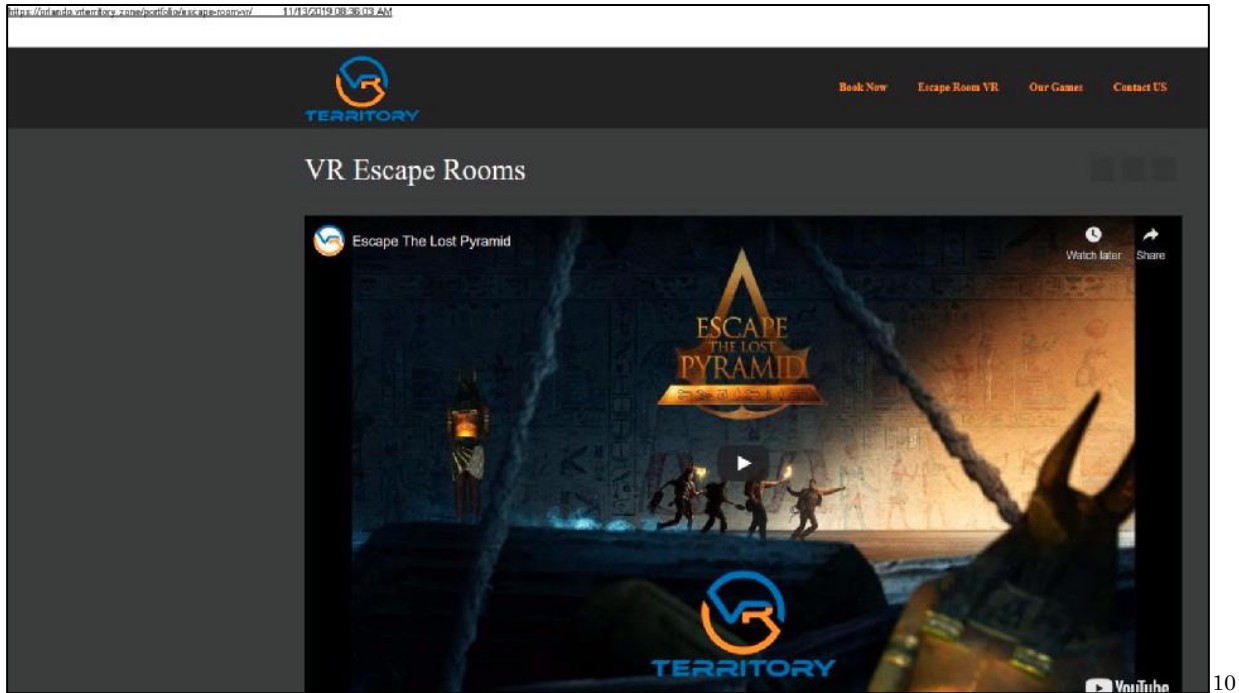 https://orlando.vrterritory.zone/portfolio/escape-room-vr/ 11/13/2019 08:36:03 AM
VR
TERRITORY
Book Now Escape Room VR Our Games Contact US
VR Escape Rooms
VR Escape The Lost Pyramid
Watch later Share
ESCAPE
THE LOST
PYRAMID
VR
TERRITORY
YouTube
10